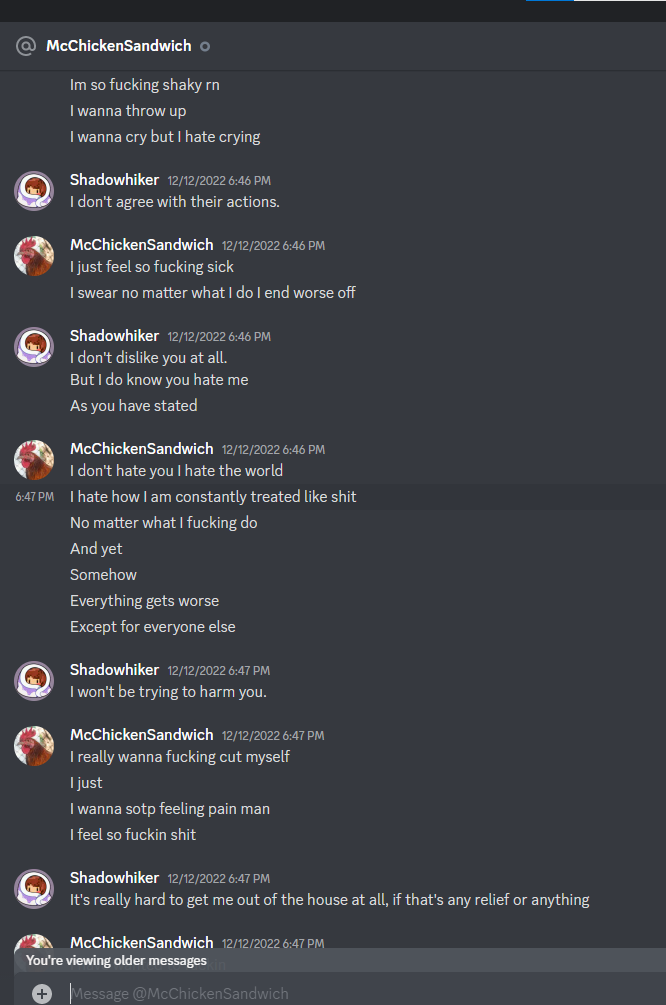 McChickenSandwich
Im so fucking shaky rn
I wanna throw up
I wanna cry but I hate crying
Shadowhiker 12/12/2022 6:46 PM
I don't agree with their actions.
McChickenSandwich 12/12/2022 6:46 PM
I just feel so fucking sick
I swear no matter what I do I end worse off
Shadowhiker 12/12/2022 6:46 PM
I don't dislike you at all.
But I do know you hate me
As you have stated
McChickenSandwich 12/12/2022 6:46 PM
I don't hate you I hate the world
6:47 PM I hate how I am constantly treated like shit
No matter what I fucking do
And yet
Somehow
Everything gets worse
Except for everyone else
Shadowhiker 12/12/2022 6:47 PM
I won't be trying to harm you.
McChickenSandwich 12/12/2022 6:47 PM
I really wanna fucking cut myself
I just
I wanna sotp feeling pain man
I feel so fuckin shit
Shadowhiker 12/12/2022 6:47 PM
It's really hard to get me out of the house at all, if that's any relief or anything
McChickenSandwich 12/12/2022 6:47 PM
You're viewing older messages
Message @McChickenSandwich